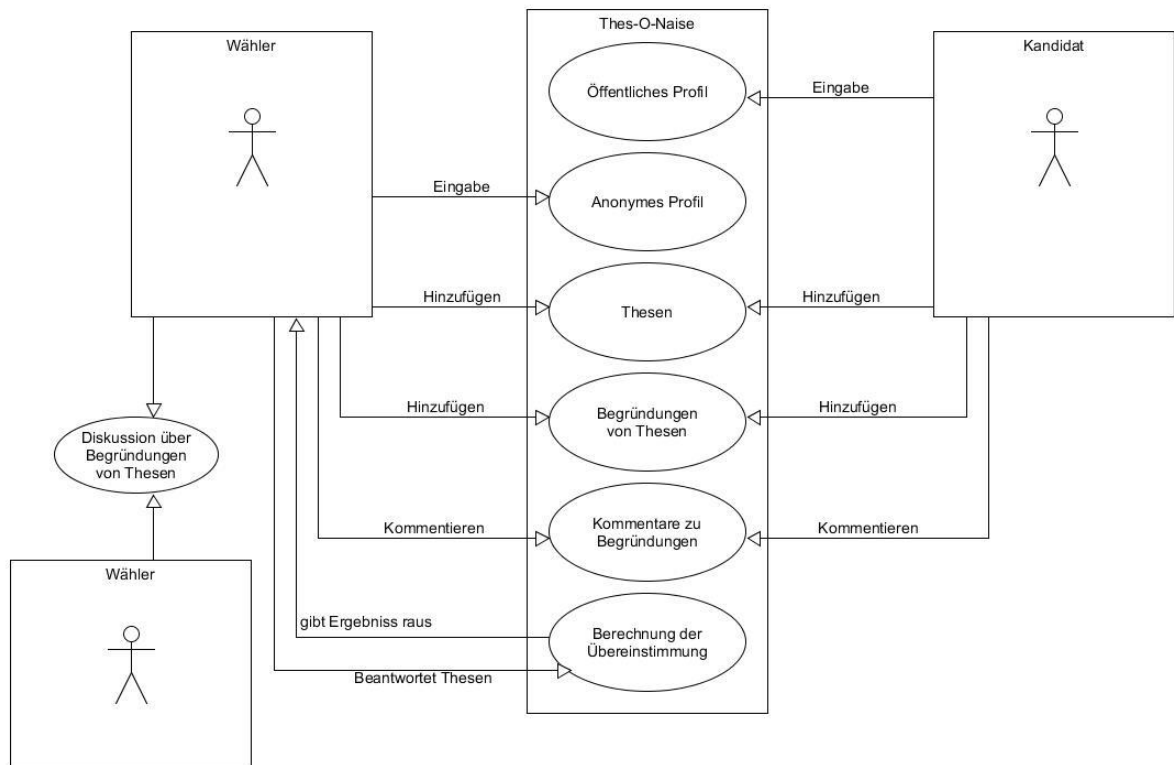 Thes-O-Naise
Wähler
Kandidat
Öffentliches Profil
Eingabe
Eingabe
Anonymes Profil
Hinzufügen
Thesen
Hinzufügen
Hinzufügen
Begründungen
von Thesen
Hinzufügen
Diskussion über
Begründungen
von Thesen
Kommentieren
Kommentare zu
Begründungen
Kommentieren
Wähler
gibt Ergebniss raus
Berechnung der
Übereinstimmung
Beantwortet Thesen